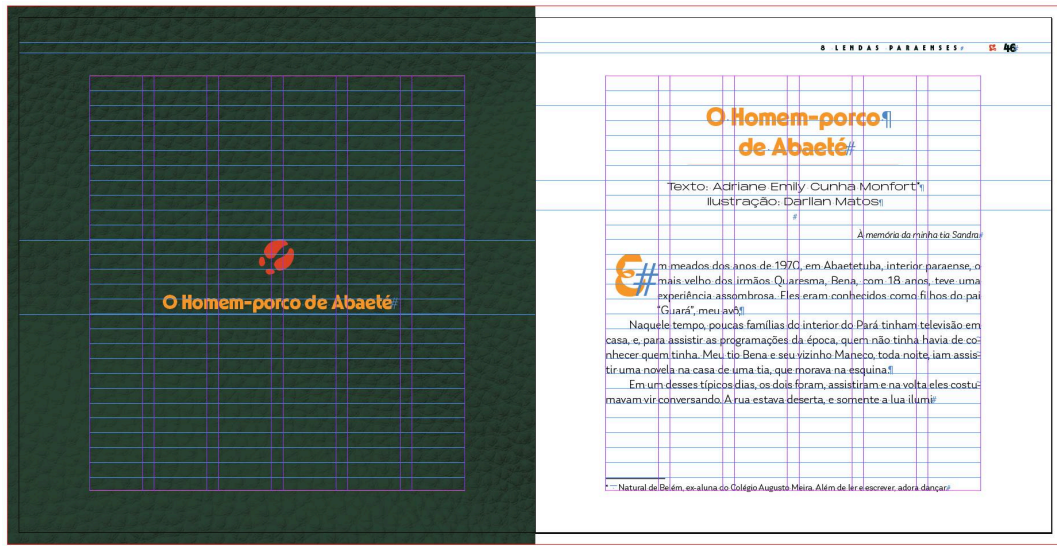 O Homem-porco de Abaeté
8 LENDAS PARAENSES
46
O Homem-porco
de Abaeté
Texto: Adriane Emily Cunha Monfort*
Ilustração: Darllan Matos
À memória da minha tia Sandra.
Em meados dos anos de 1970, em Abaetetuba, interior paraense, o
mais velho dos irmãos Quaresma, Bena, com 18 anos, teve uma
experiência assombrosa. Eles eram conhecidos como filhos do pai
"Guará", meu avô.
Naquele tempo, poucas famílias do interior do Pará tinham televisão em
casa, e, para assistir as programações da época, quem não tinha havia de co-
nhecer quem tinha. Meu tio Bena e seu vizinho Maneco, toda noite, iam assis-
tir uma novela na casa de uma tia, que morava na esquina.
Em um desses típicos dias, os dois foram, assistiram e na volta eles costu-
mavam vir conversando. A rua estava deserta, e somente a lua ilumi-
* Natural de Belém, ex-aluna do Colégio Augusto Meira. Além de ler e escrever, adora dançar.